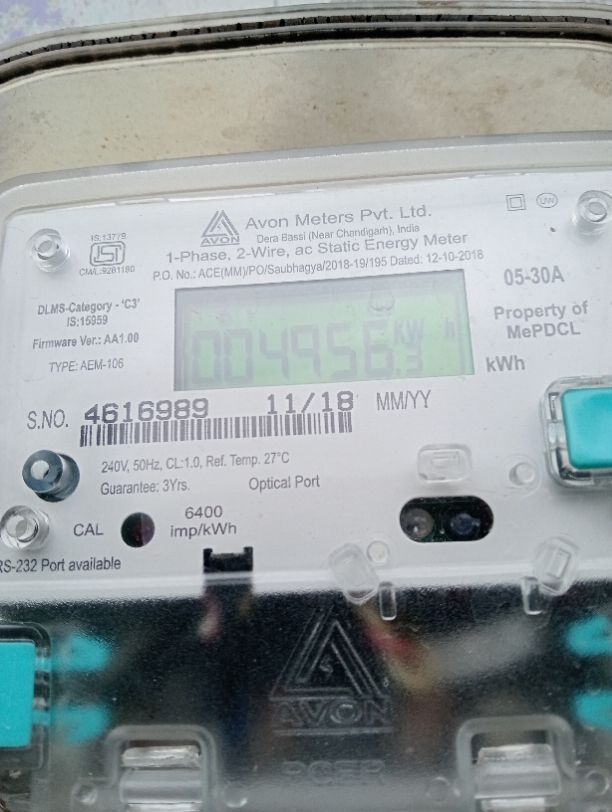 Avon Meters Pvt. Ltd.
AVON
Dera Bassi (Near Chandigarh), India
1-Phase, 2-Wire, ac Static Energy Meter
P.O. No.: ACE(MM)/PO/Saubhagya/2018-19/195 Dated: 12-10-2018
UW
IS:13779
ISI
CM/L:9281180
DLMS-Category - 'C3'
IS:15959
Firmware Ver.: AA1.00
TYPE: AEM-106
004956.3 KW h
05-30A
Property of
MePDCL
kWh
S.NO. 4616989 11/18 MM/YY
240V, 50Hz, CL:1.0, Ref. Temp. 27°C
Guarantee: 3Yrs. Optical Port
CAL
6400
imp/kWh
RS-232 Port available
AVON